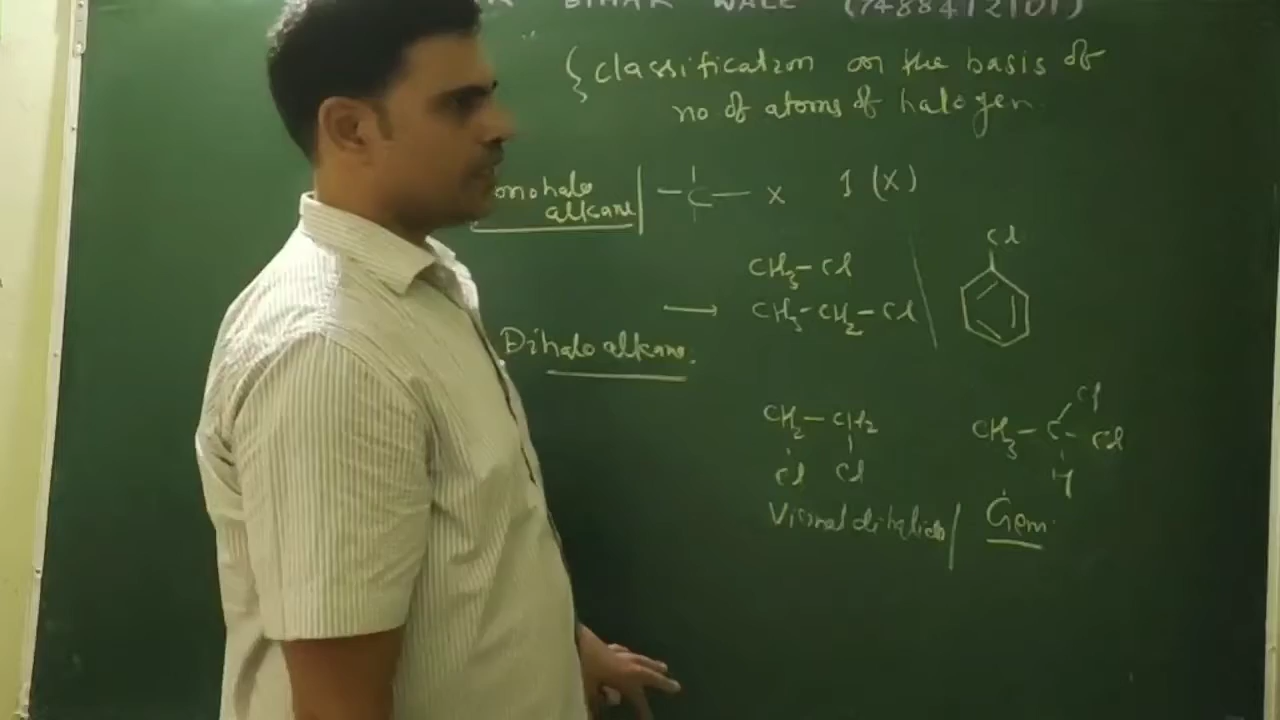 BIHAR WALE (7488412101)
{ classification on the basis of
no of atoms of halogen.
onohalo
alkane | - C - X 1 (X)
Cl
CH3-Cl
→ CH3-CH2-Cl
Dihalo alkane.
Cl
CH2-CH2 CH3-C-Cl
Cl Cl H
Vicinal dihalide / Gem.